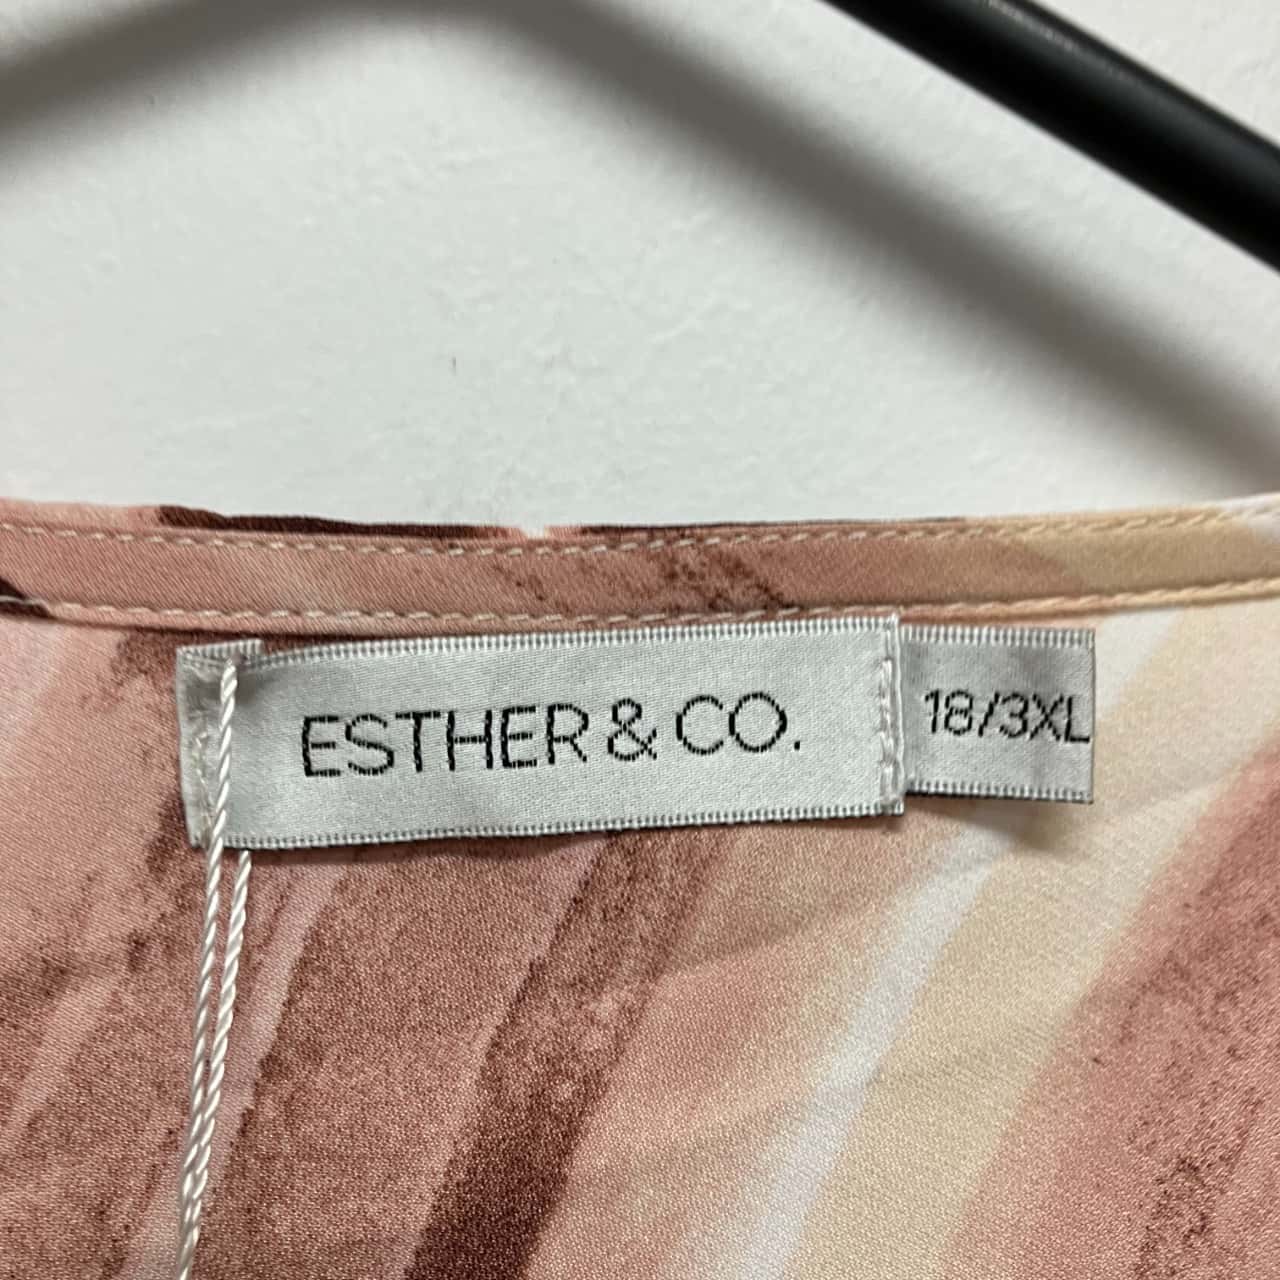 ESTHER & CO.
18/3XL